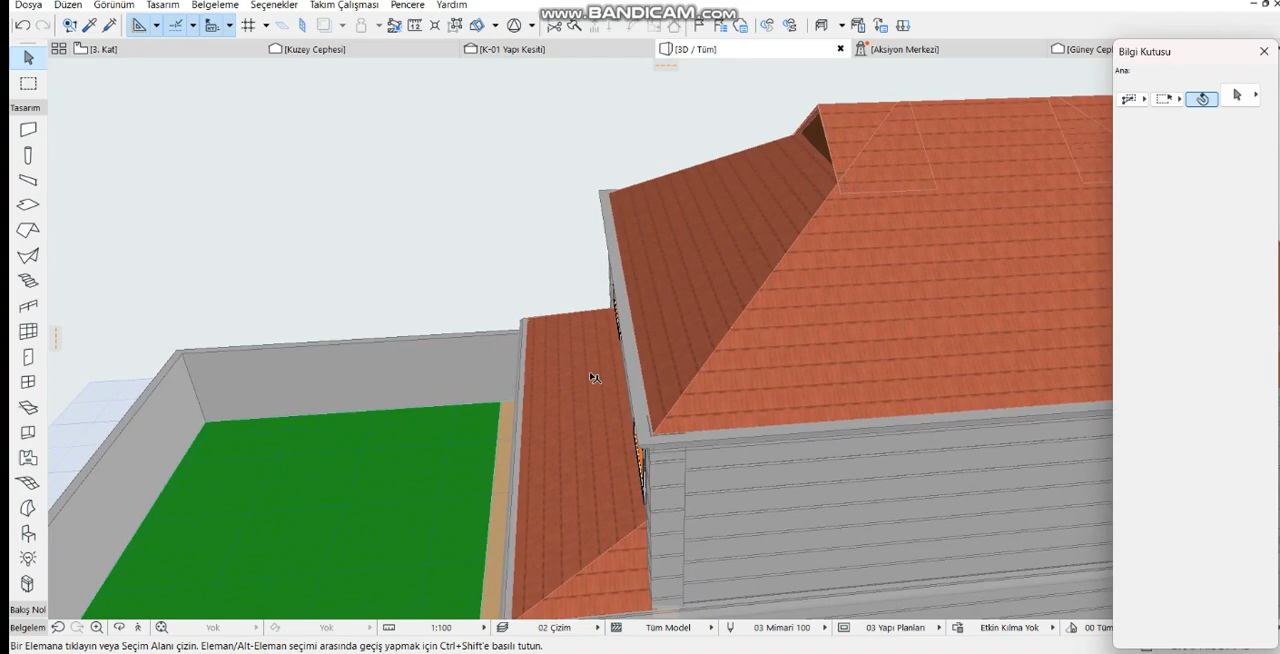 Dosya Düzen Görünüm Tasarım Belgeleme Seçenekler Takım Çalışması Pencere Yardım
www.BANDICAM.com
[3. Kat] [Kuzey Cephesi] [K-01 Yapı Kesiti] [3D / Tümü] [Aksiyon Merkezi] [Güney Cepl
Bilgi Kutusu
Ana:
Tasarım
Bakış Nol
Belgelem
Yok Yok 1:100 02 Çizim Tüm Model 03 Mimari 100 03 Yapı Planları Etkin Kılma Yok 00 Tüm
Bir Elemana tıklayın veya Seçim Alanı çizin. Eleman/Alt-Eleman seçimi arasında geçiş yapmak için Ctrl+Shift'e basılı tutun.